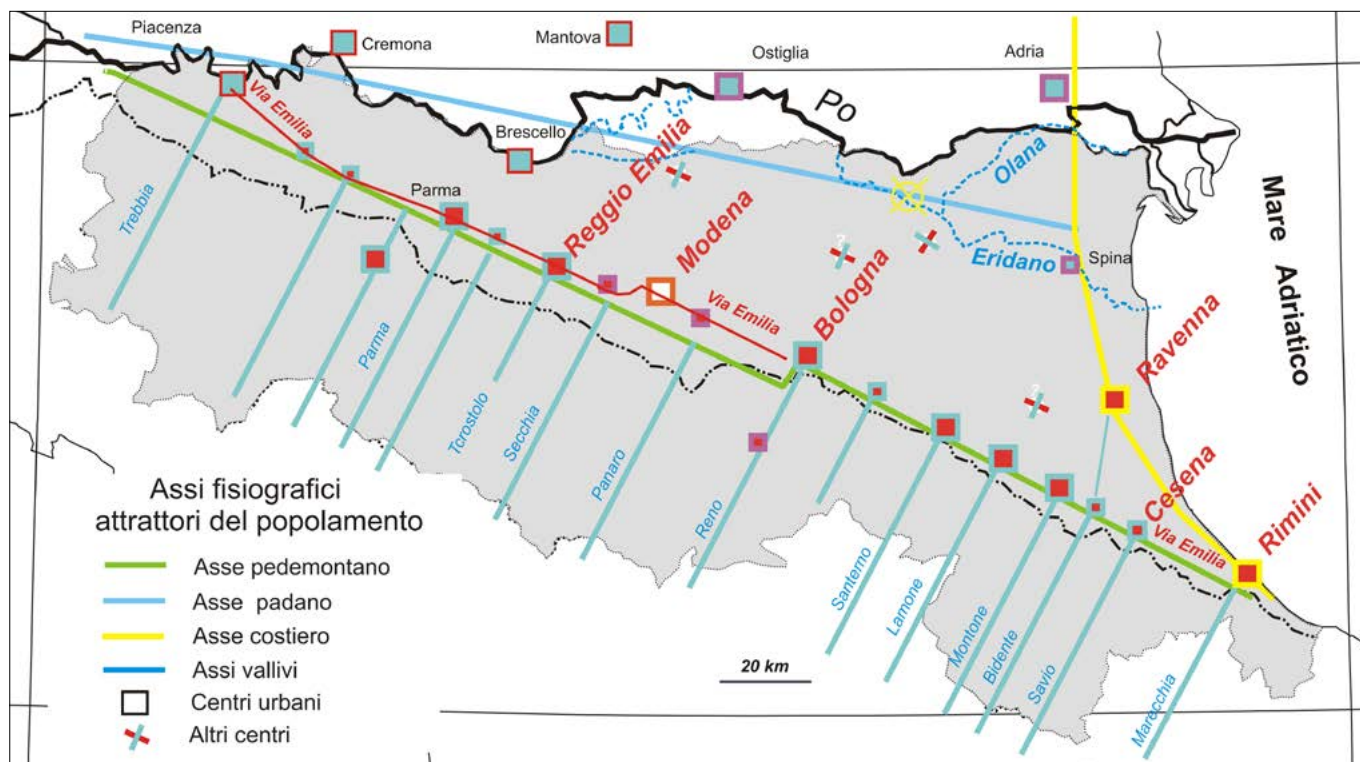 Piacenza
Cremona
Mantova
Ostiglia
Adria
Via Emilia
Brescello
Po
Olana
Trebbia
Parma
Reggio Emilia
Modena
Eridano
Spina
Mare Adriatico
Via Emilia
Bologna
Ravenna
Parma
Tcrostolo
Secchia
Panaro
Reno
?
?
Santerno
Lamone
Montone
Bidente
Savio
Marecchia
Cesena
Via Emilia
Rimini
20 km
Assi fisiografici
attrattori del popolamento
Asse pedemontano
Asse padano
Asse costiero
Assi vallivi
Centri urbani
Altri centri